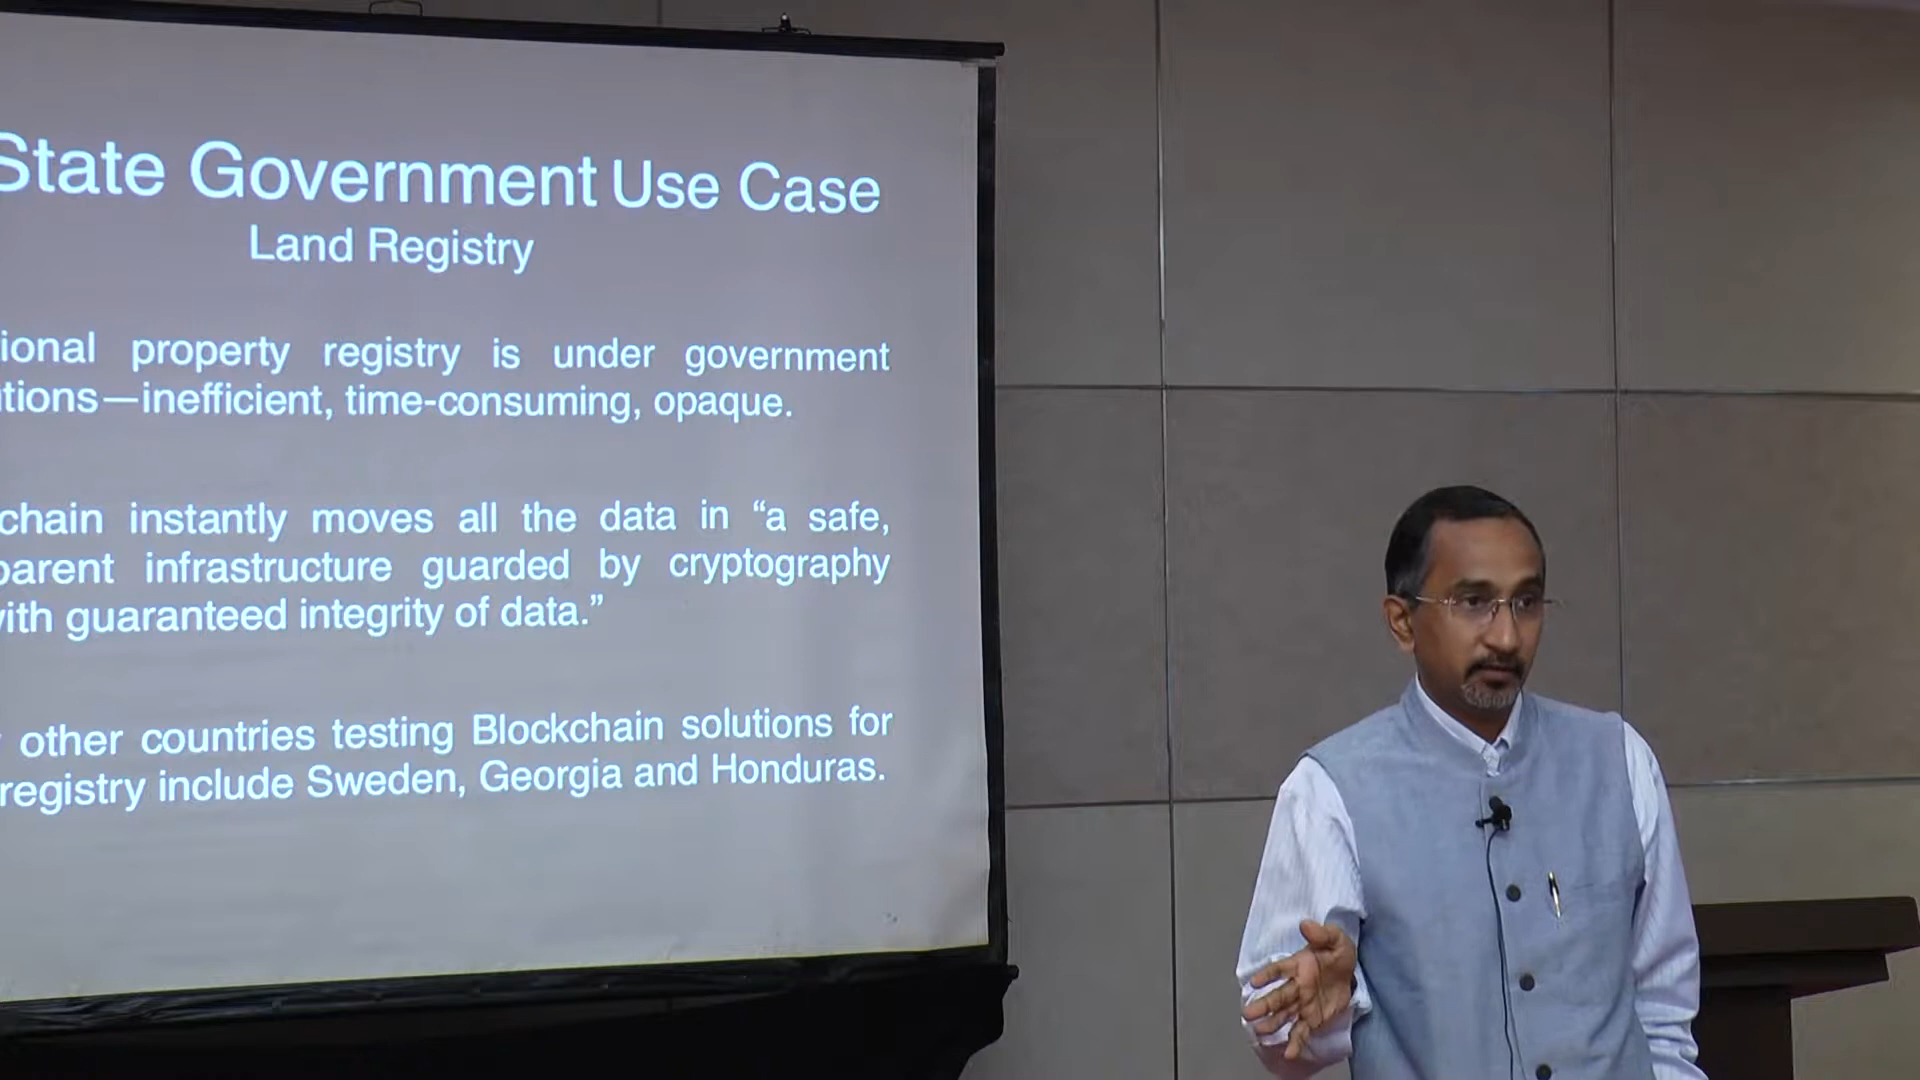 State Government Use Case
Land Registry
ional property registry is under government
tions—inefficient, time-consuming, opaque.
chain instantly moves all the data in “a safe,
parent infrastructure guarded by cryptography
with guaranteed integrity of data.”
other countries testing Blockchain solutions for
registry include Sweden, Georgia and Honduras.